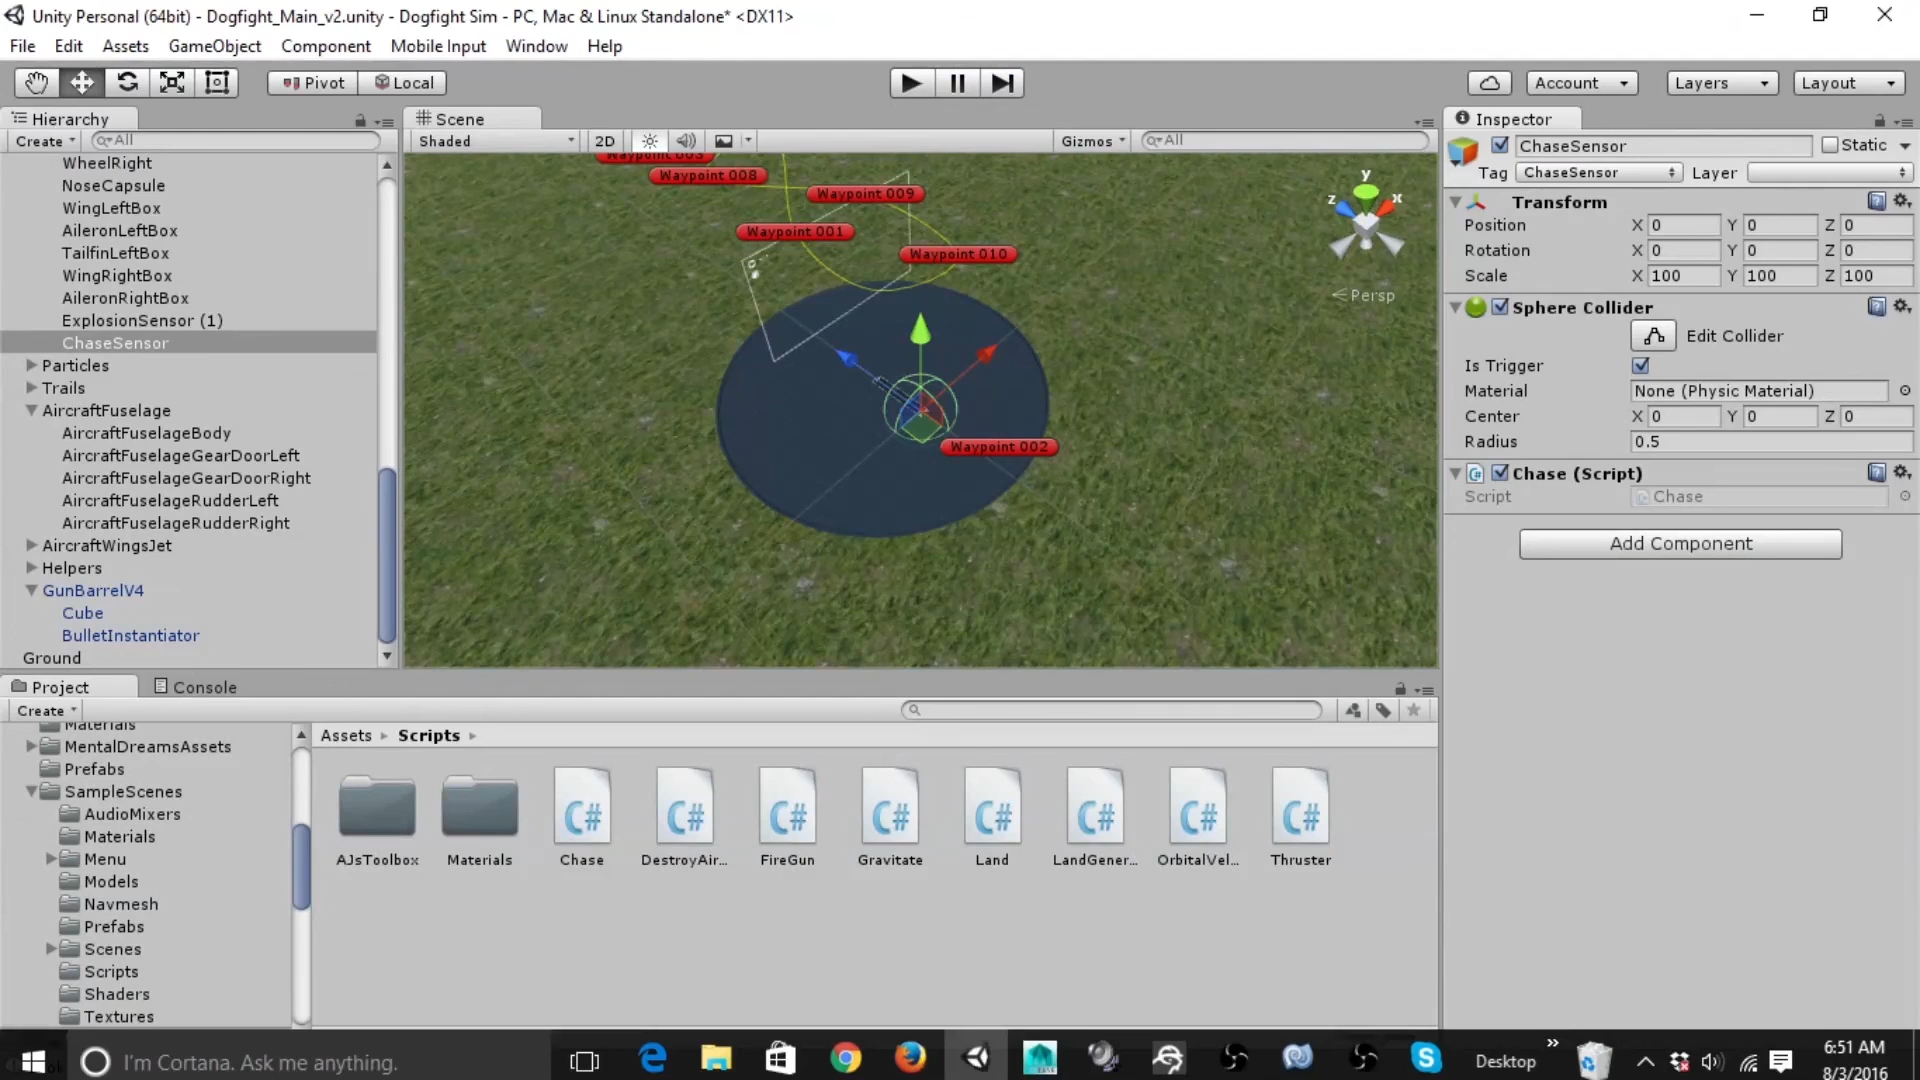 Unity Personal (64bit) - Dogfight_Main_v2.unity - Dogfight Sim - PC, Mac & Linux Standalone* <DX11>
File Edit Assets GameObject Component Mobile Input Window Help
Pivot Local Account Layers Layout
Hierarchy
Create All
WheelRight
NoseCapsule
WingLeftBox
AileronLeftBox
TailfinLeftBox
WingRightBox
AileronRightBox
ExplosionSensor (1)
ChaseSensor
Particles
Trails
AircraftFuselage
AircraftFuselageBody
AircraftFuselageGearDoorLeft
AircraftFuselageGearDoorRight
AircraftFuselageRudderLeft
AircraftFuselageRudderRight
AircraftWingsJet
Helpers
GunBarrelV4
Cube
BulletInstantiator
Ground
Scene
Shaded 2D Gizmos All
Waypoint 003
Waypoint 008
Waypoint 009
Waypoint 001
Waypoint 010
Waypoint 002
y
z x
Persp
Inspector
ChaseSensor Static
Tag ChaseSensor Layer
Transform
Position X 0 Y 0 Z 0
Rotation X 0 Y 0 Z 0
Scale X 100 Y 100 Z 100
Sphere Collider
Edit Collider
Is Trigger
Material None (Physic Material)
Center X 0 Y 0 Z 0
Radius 0.5
Chase (Script)
Script Chase
Add Component
Project Console
Create
Materials
MentalDreamsAssets
Prefabs
SampleScenes
AudioMixers
Materials
Menu
Models
Navmesh
Prefabs
Scenes
Scripts
Shaders
Textures
Assets Scripts
C# C# C# C# C# C# C# C#
AJsToolbox Materials Chase DestroyAir... FireGun Gravitate Land LandGener... OrbitalVel... Thruster
I'm Cortana. Ask me anything.
Desktop
6:51 AM
8/3/2016